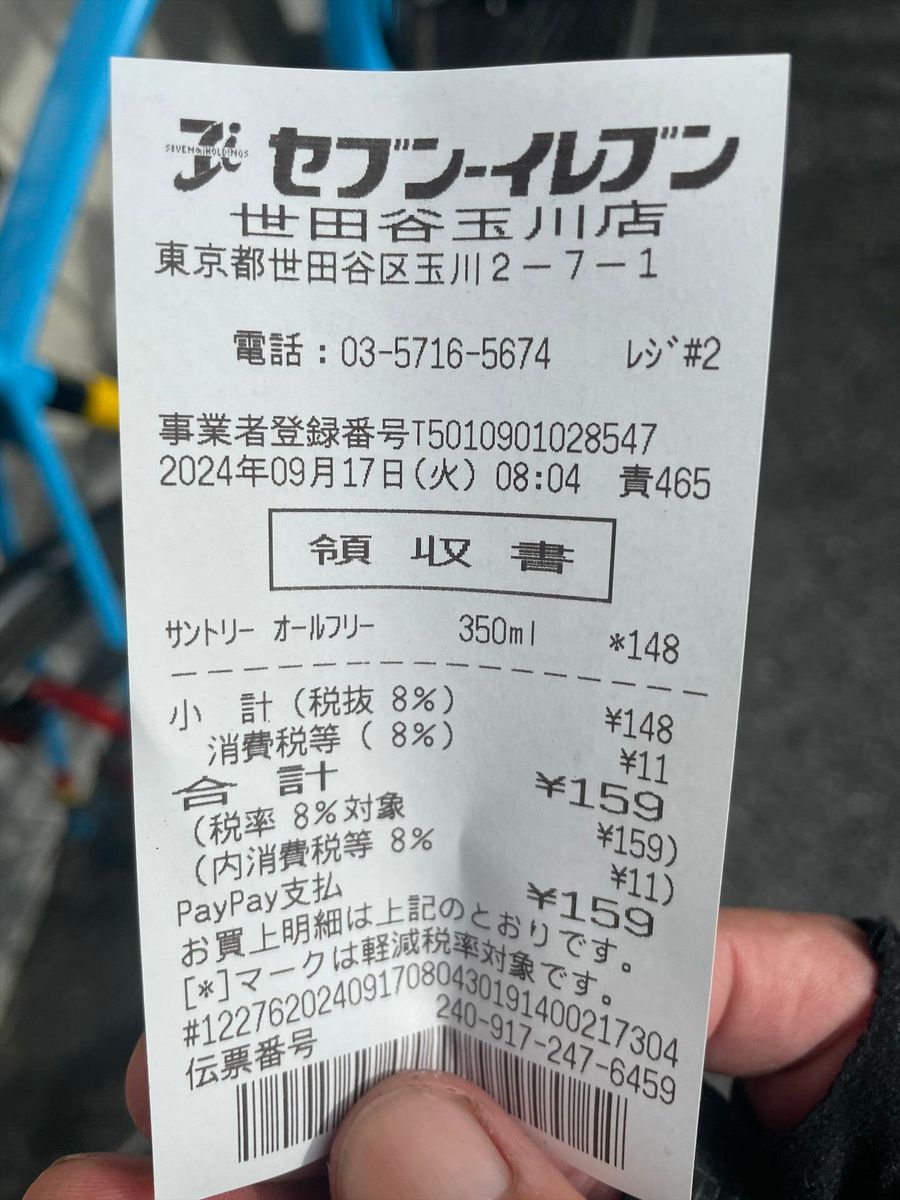 SEVEN&i HOLDINGS
セブン-イレブン
世田谷玉川店
東京都世田谷区玉川2-7-1
電話:03-5716-5674 ﾚｼﾞ#2
事業者登録番号T5010901028547
2024年09月17日(火) 08:04 責465
領収書
ｻﾝﾄﾘｰ ｵｰﾙﾌﾘｰ 350ml *148
小 計(税抜 8%) ¥148
消費税等( 8%) ¥11
合 計 ¥159
(税率 8%対象 ¥159)
(内消費税等 8% ¥11)
PayPay支払 ¥159
お買上明細は上記のとおりです。
[*]マークは軽減税率対象です。
#122762024091708043019140021​7304
伝票番号 240-917-247-6459